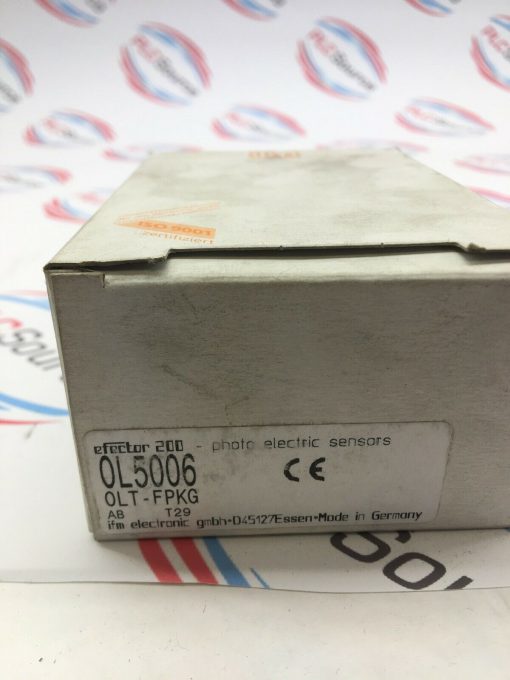 PLCSource
ISO 9001
zertifiziert
efector 200 - photo electric sensors
OL5006
CE
OLT-FPKG
AB T29
ifm electronic gmbh•D45127Essen•Made in Germany